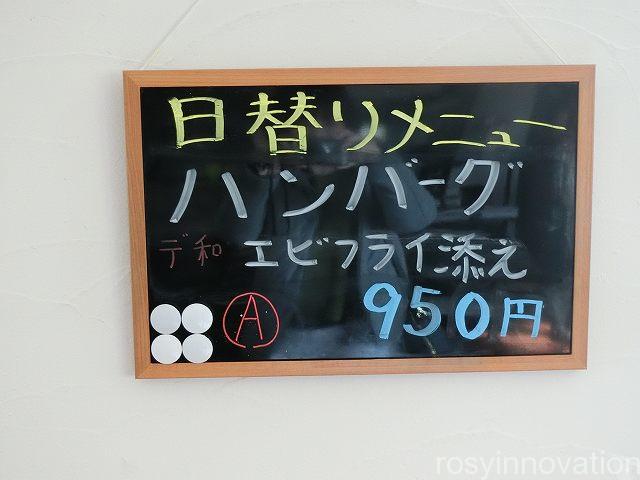 日替りメニュー
ハンバーグ
デ和 エビフライ添え
A 950円
rosyinnovation